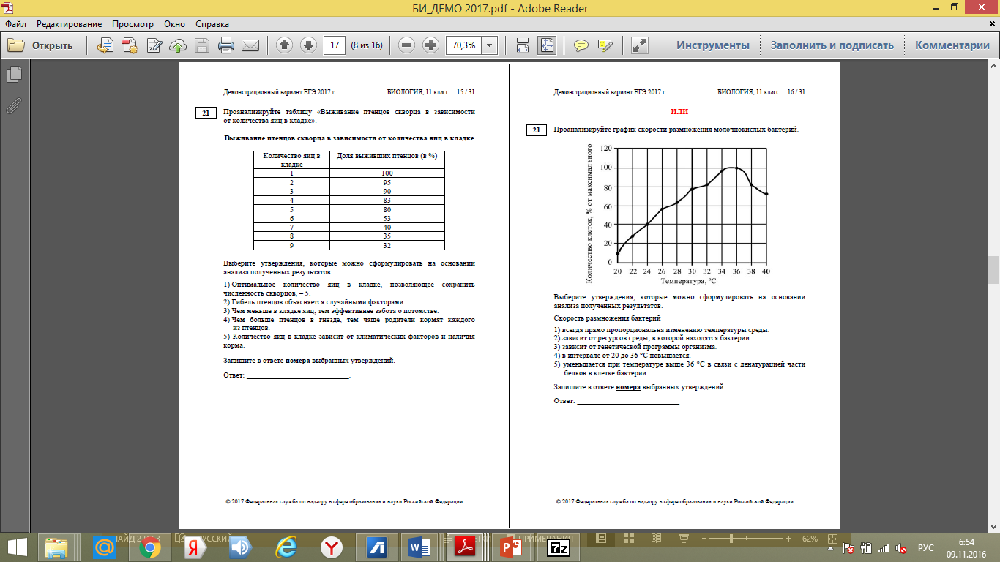 БИ_ДЕМО 2017.pdf - Adobe Reader
Файл Редактирование Просмотр Окно Справка
Открыть 17 (8 из 16) 70,3% Инструменты Заполнить и подписать Комментарии
Демонстрационный вариант ЕГЭ 2017 г. БИОЛОГИЯ, 11 класс. 15 / 31
21 Проанализируйте таблицу «Выживание птенцов скворца в зависимости
от количества яиц в кладке».
Выживание птенцов скворца в зависимости от количества яиц в кладке
Количество яиц в Доля выживших птенцов (в %)
кладке
1 100
2 95
3 90
4 83
5 80
6 53
7 40
8 35
9 32
Выберите утверждения, которые можно сформулировать на основании
анализа полученных результатов.
1) Оптимальное количество яиц в кладке, позволяющее сохранить
численность скворцов, – 5.
2) Гибель птенцов объясняется случайными факторами.
3) Чем меньше в кладке яиц, тем эффективнее забота о потомстве.
4) Чем больше птенцов в гнезде, тем чаще родители кормят каждого
из птенцов.
5) Количество яиц в кладке зависит от климатических факторов и наличия
корма.
Запишите в ответе номера выбранных утверждений.
Ответ: ____________________________.
© 2017 Федеральная служба по надзору в сфере образования и науки Российской Федерации
Демонстрационный вариант ЕГЭ 2017 г. БИОЛОГИЯ, 11 класс. 16 / 31
ИЛИ
21 Проанализируйте график скорости размножения молочнокислых бактерий.
Количество клеток, % от максимального
120
100
80
60
40
20
0
20 22 24 26 28 30 32 34 36 38 40
Температура, °C
Выберите утверждения, которые можно сформулировать на основании
анализа полученных результатов.
Скорость размножения бактерий
1) всегда прямо пропорциональна изменению температуры среды.
2) зависит от ресурсов среды, в которой находятся бактерии.
3) зависит от генетической программы организма.
4) в интервале от 20 до 36 °C повышается.
5) уменьшается при температуре выше 36 °C в связи с денатурацией части
белков в клетке бактерии.
Запишите в ответе номера выбранных утверждений.
Ответ: ____________________________
© 2017 Федеральная служба по надзору в сфере образования и науки Российской Федерации
62%
РУС
6:54
09.11.2016